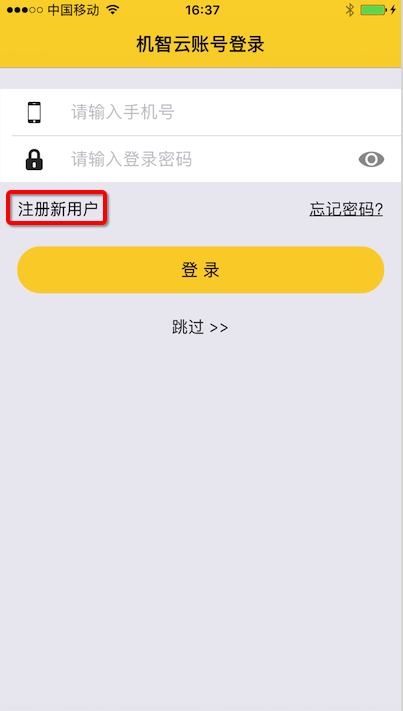 中国移动 16:37
机智云账号登录
请输入手机号
请输入登录密码
注册新用户 忘记密码?
登 录
跳过 >>